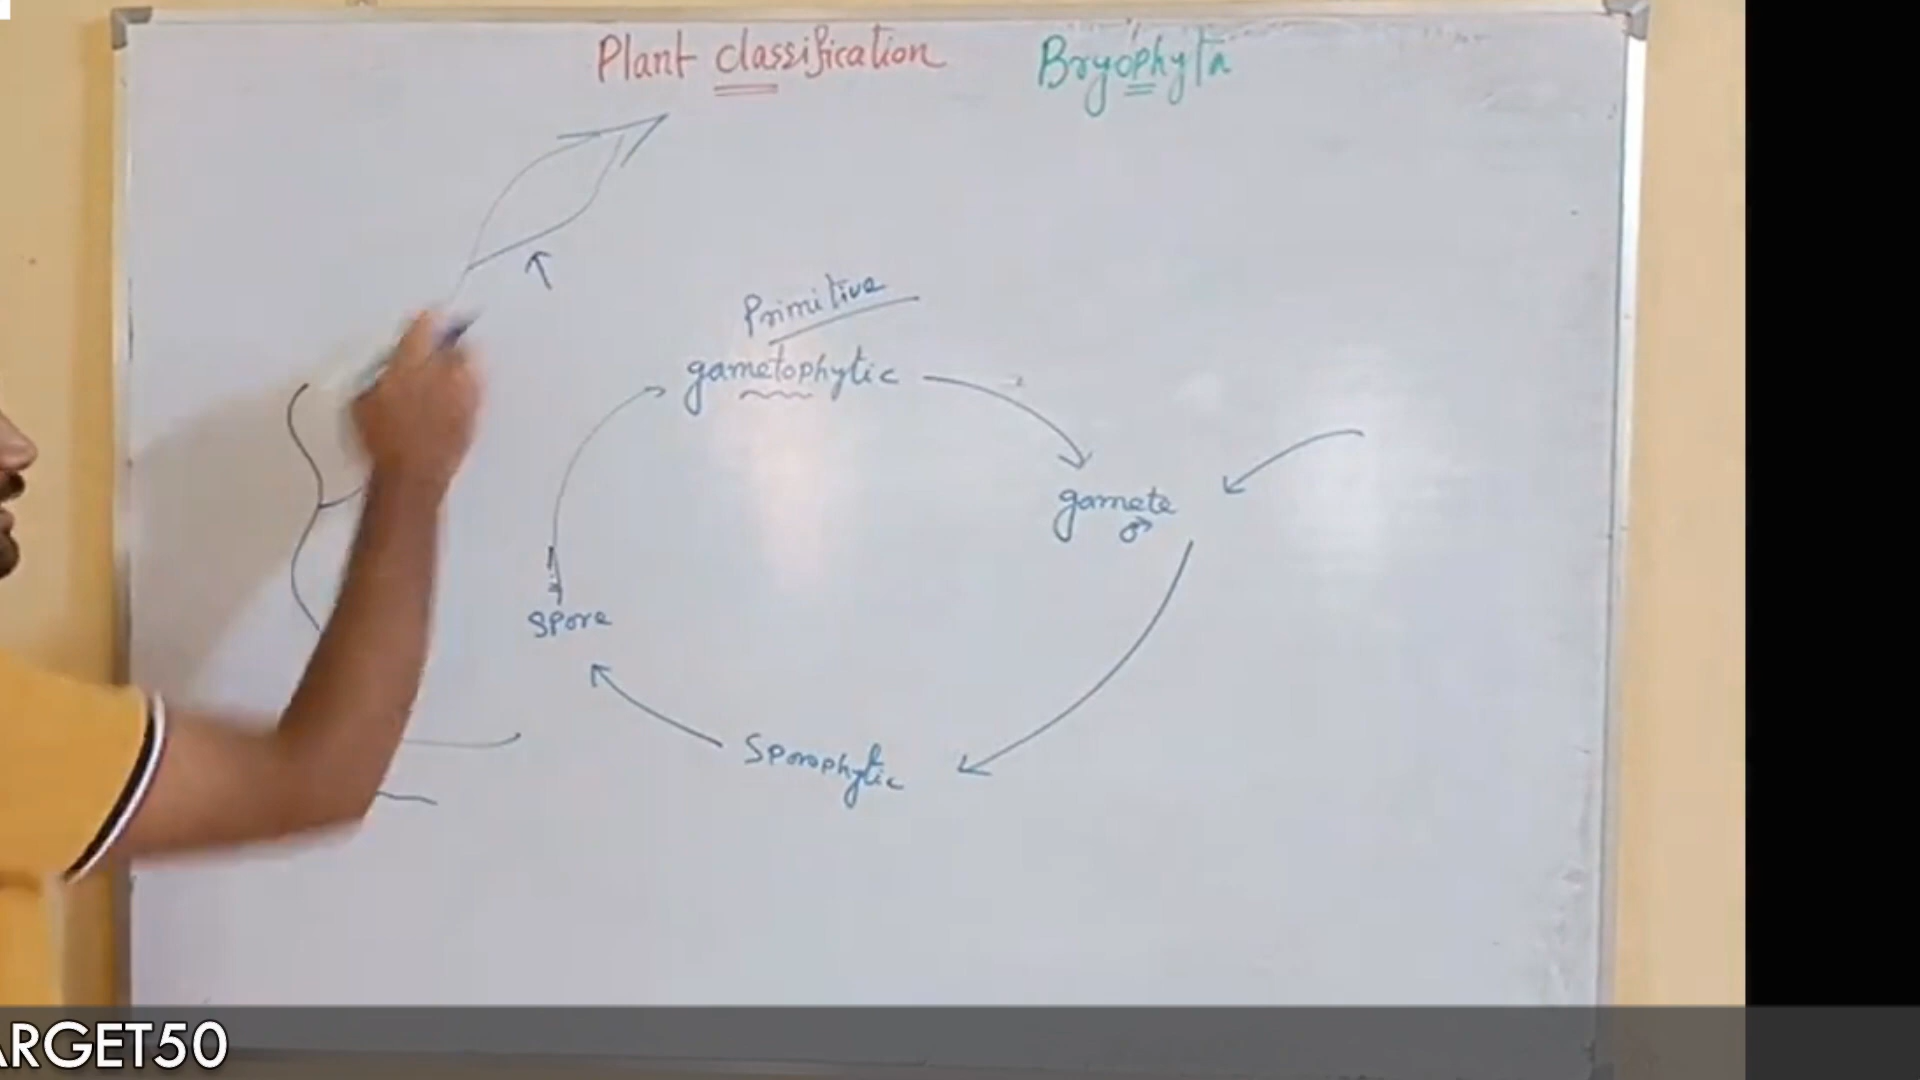 Plant classification Bryophyta
Primitive
gametophytic
gamete
♂
spore
Sporophytic
ARGET50